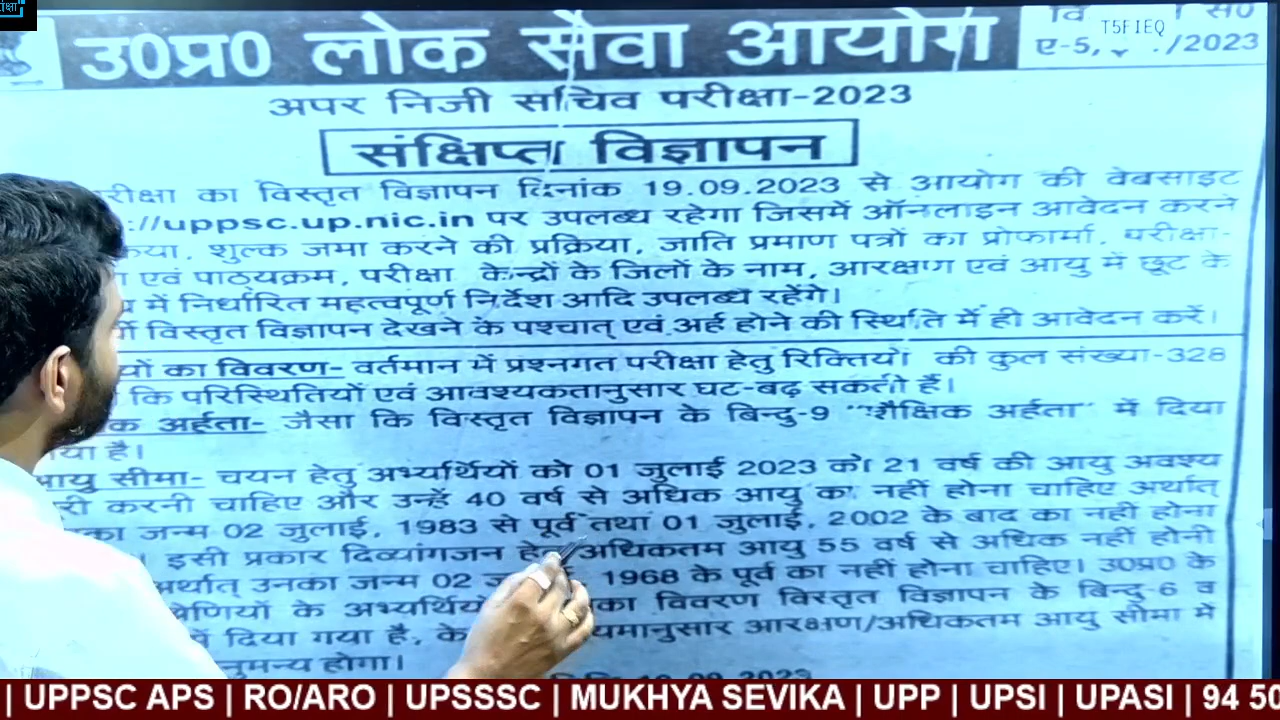 उ0प्र0 लोक सेवा आयोग
T5FIEQ
ए-5, /2023
अपर निजी सचिव परीक्षा-2023
संक्षिप्त विज्ञापन
रीक्षा का विस्तृत विज्ञापन दिनांक 19.09.2023 से आयोग की वेबसाइट
://uppsc.up.nic.in पर उपलब्ध रहेगा जिसमें ऑनलाइन आवेदन करने
क्रिया, शुल्क जमा करने की प्रक्रिया, जाति प्रमाण पत्रों का प्रोफार्मा, परीक्षा-
एवं पाठ्यक्रम, परीक्षा केन्द्रों के जिलों के नाम, आरक्षण एवं आयु में छूट के
में निर्धारित महत्वपूर्ण निर्देश आदि उपलब्ध रहेंगे।
विस्तृत विज्ञापन देखने के पश्चात् एवं अर्ह होने की स्थिति में ही आवेदन करें।
यों का विवरण- वर्तमान में प्रश्नगत परीक्षा हेतु रिक्तियों की कुल संख्या-328
कि परिस्थितियों एवं आवश्यकतानुसार घट-बढ़ सकती हैं।
क अर्हता- जैसा कि विस्तृत विज्ञापन के बिन्दु-9 "शैक्षिक अर्हता" में दिया
या है।
आयु सीमा- चयन हेतु अभ्यर्थियों को 01 जुलाई 2023 को 21 वर्ष की आयु अवश्य
री करनी चाहिए और उन्हें 40 वर्ष से अधिक आयु का नहीं होना चाहिए अर्थात्
का जन्म 02 जुलाई, 1983 से पूर्व तथा 01 जुलाई, 2002 के बाद का नहीं होना
इसी प्रकार दिव्यांगजन हेतु अधिकतम आयु 55 वर्ष से अधिक नहीं होनी
अर्थात् उनका जन्म 02 1968 के पूर्व का नहीं होना चाहिए। उ0प्र0 के
श्रेणियों के अभ्यर्थियों का विवरण विस्तृत विज्ञापन के बिन्दु-6 व
में दिया गया है, के यमानुसार आरक्षण/अधिकतम आयु सीमा में
नुमन्य होगा।
| UPPSC APS | RO/ARO | UPSSSC | MUKHYA SEVIKA | UPP | UPSI | UPASI | 94 50